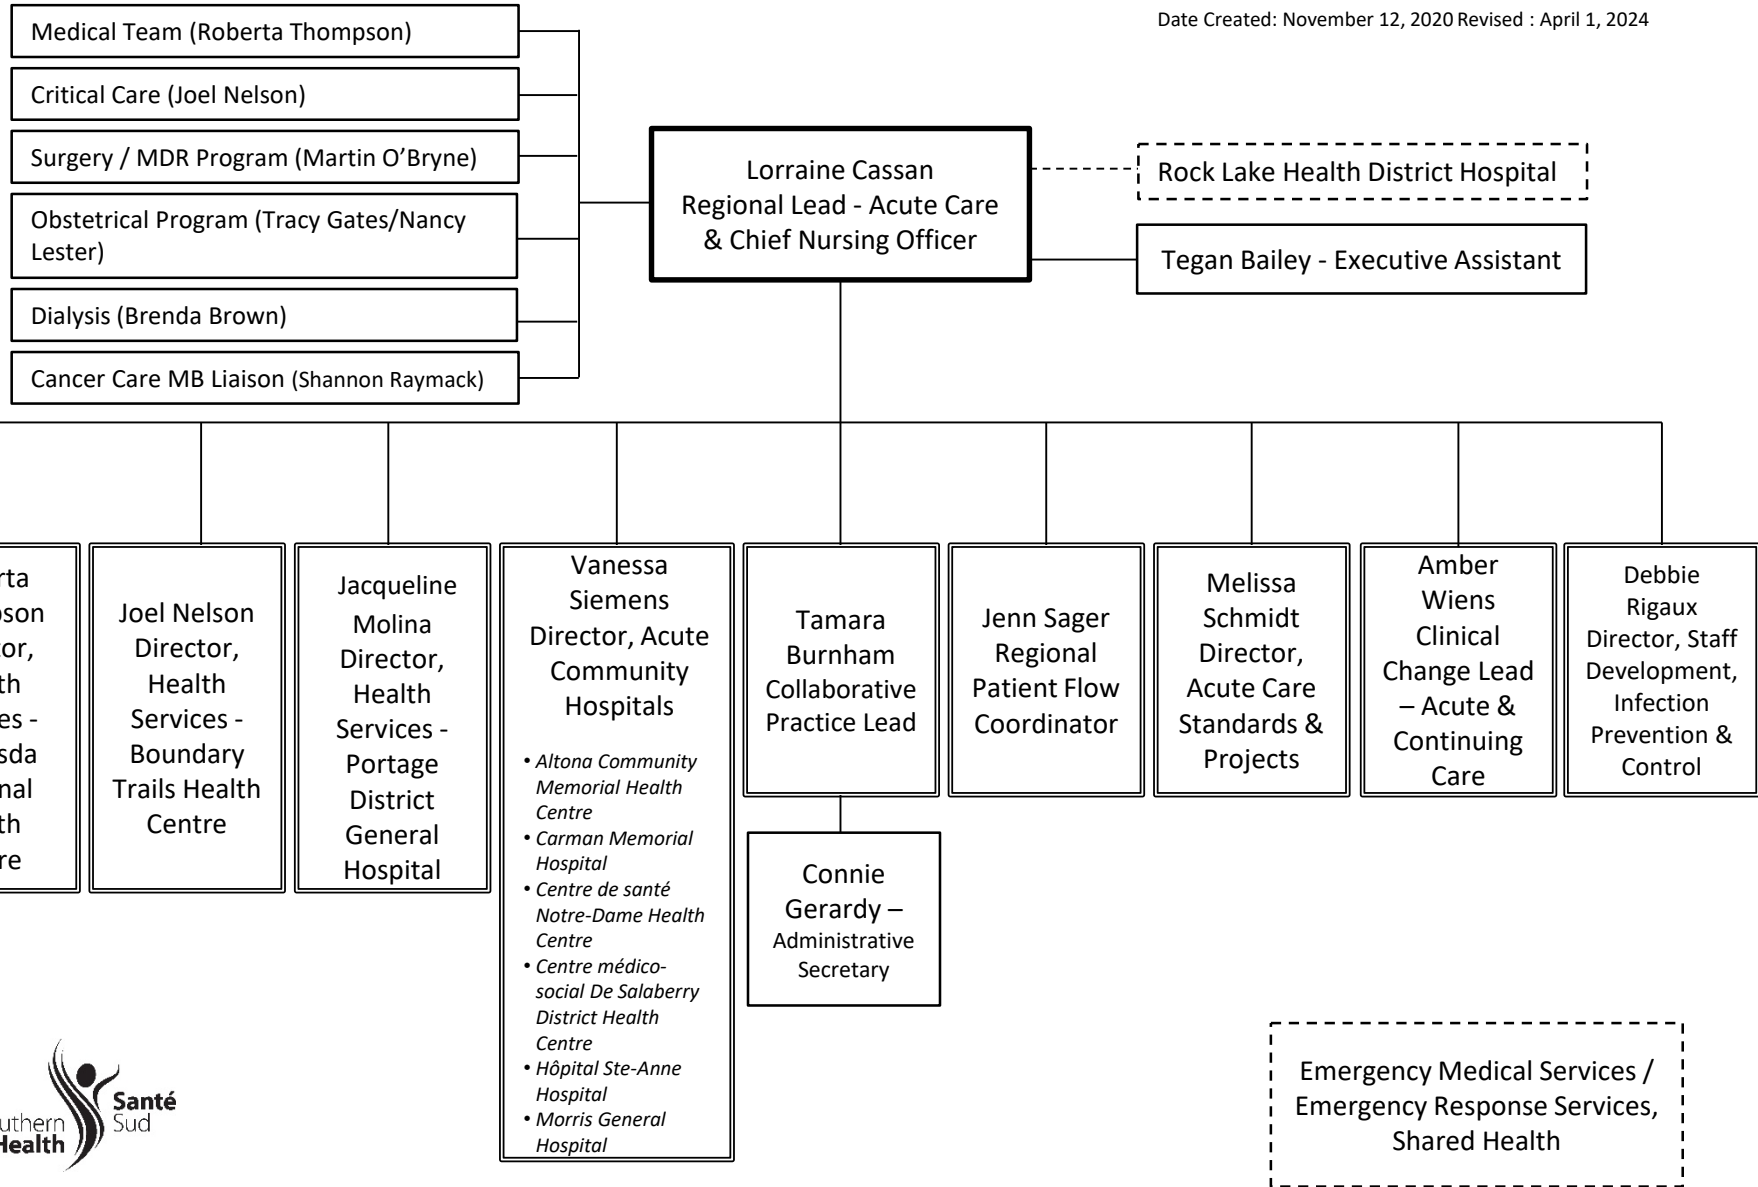 Date Created: November 12, 2020 Revised : April 1, 2024
Medical Team (Roberta Thompson)
Critical Care (Joel Nelson)
Surgery / MDR Program (Martin O’Bryne)
Obstetrical Program (Tracy Gates/Nancy
Lester)
Dialysis (Brenda Brown)
Cancer Care MB Liaison (Shannon Raymack)
Lorraine Cassan
Regional Lead - Acute Care
& Chief Nursing Officer
Rock Lake Health District Hospital
Tegan Bailey - Executive Assistant
Joel Nelson
Director,
Health
Services -
Boundary
Trails Health
Centre
Jacqueline
Molina
Director,
Health
Services -
Portage
District
General
Hospital
Vanessa
Siemens
Director, Acute
Community
Hospitals
• Altona Community
Memorial Health
Centre
• Carman Memorial
Hospital
• Centre de santé
Notre-Dame Health
Centre
• Centre médico-
social De Salaberry
District Health
Centre
• Hôpital Ste-Anne
Hospital
• Morris General
Hospital
Tamara
Burnham
Collaborative
Practice Lead
Connie
Gerardy –
Administrative
Secretary
Jenn Sager
Regional
Patient Flow
Coordinator
Melissa
Schmidt
Director,
Acute Care
Standards &
Projects
Amber
Wiens
Clinical
Change Lead
– Acute &
Continuing
Care
Debbie
Rigaux
Director, Staff
Development,
Infection
Prevention &
Control
Santé
Sud
Health
Emergency Medical Services /
Emergency Response Services,
Shared Health